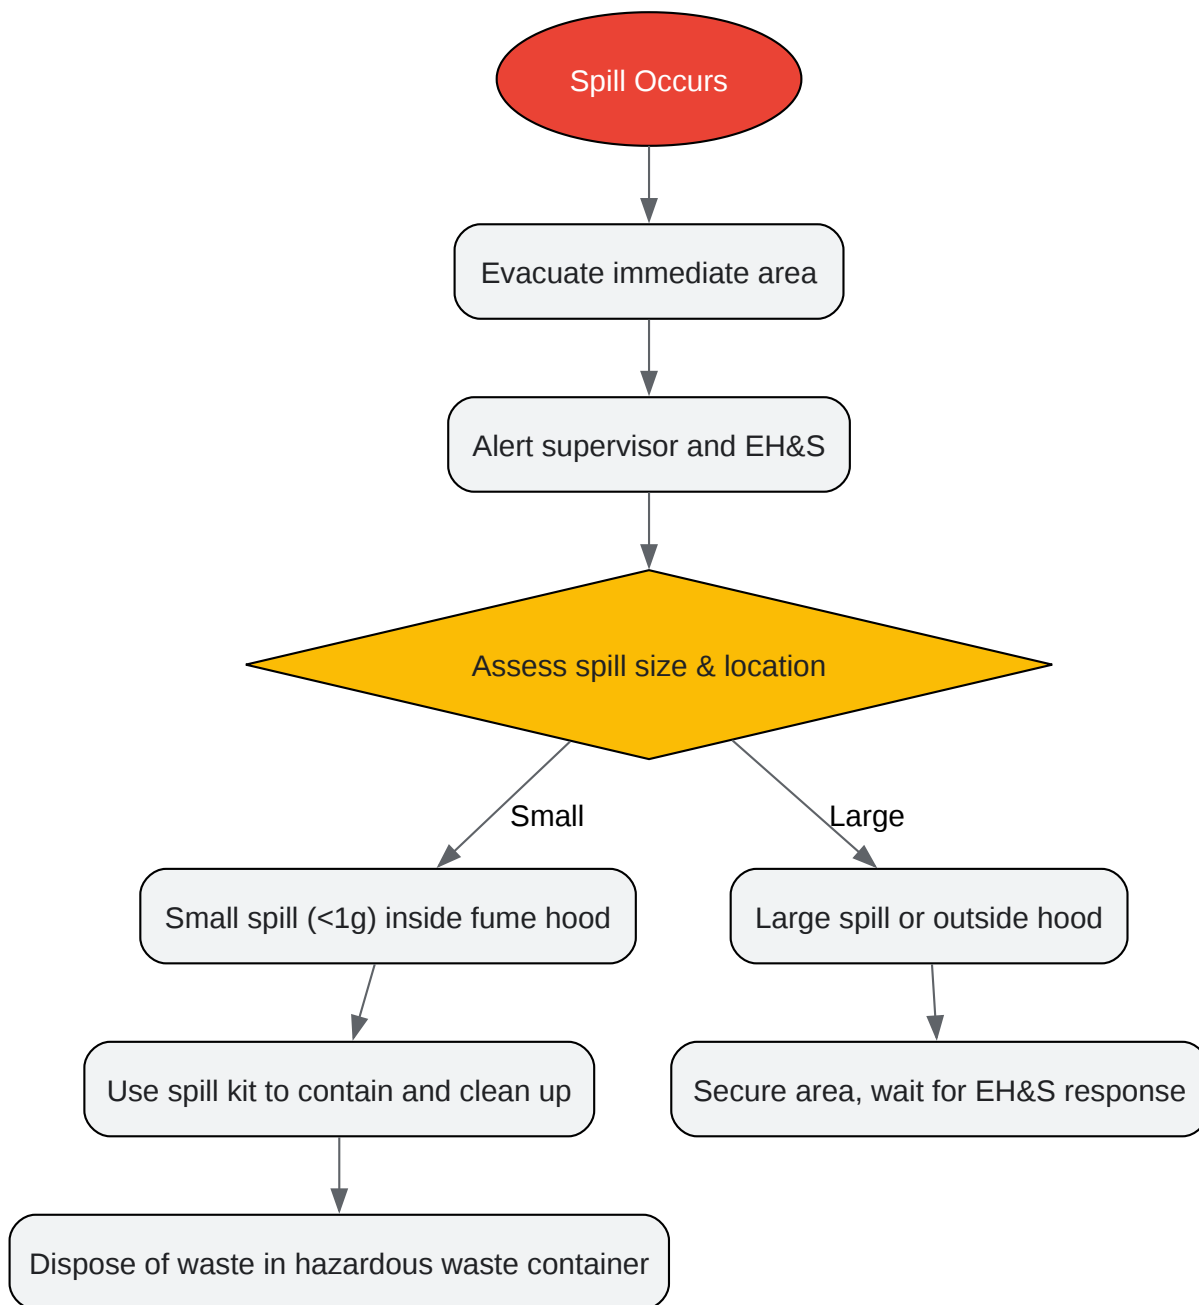 Spill Occurs
Evacuate immediate area
Alert supervisor and EH&S
Assess spill size & location
Small
Large
Small spill (<1g) inside fume hood
Large spill or outside hood
Use spill kit to contain and clean up
Secure area, wait for EH&S response
Dispose of waste in hazardous waste container